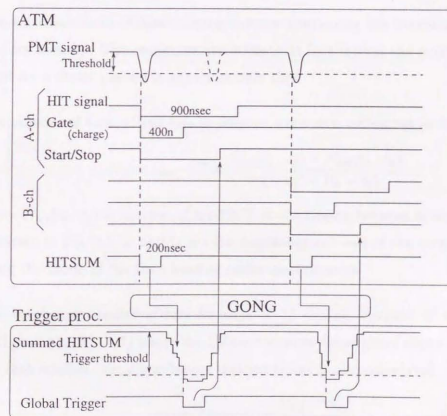 ATM
PMT signal
Threshold
A-ch
HIT signal
900nsec
Gate
(charge)
400n
Start/Stop
B-ch
HITSUM
200nsec
GONG
Trigger proc.
Summed HITSUM
Trigger threshold
Global Trigger